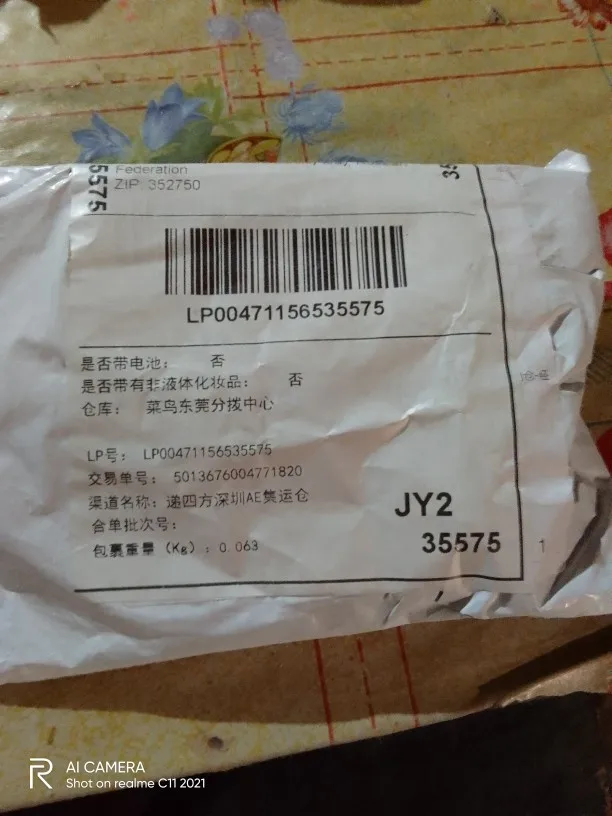 5575
35
Federation
ZIP: 352750
LP00471156535575
是否带电池： 否
是否带有非液体化妆品： 否
仓库： 菜鸟东莞分拨中心
LP号： LP00471156535575
交易单号： 5013676004771820
渠道名称：递四方深圳AE集运仓
合单批次号：
包裹重量（Kg）：0.063
JY2
35575
1
AI CAMERA
Shot on realme C11 2021